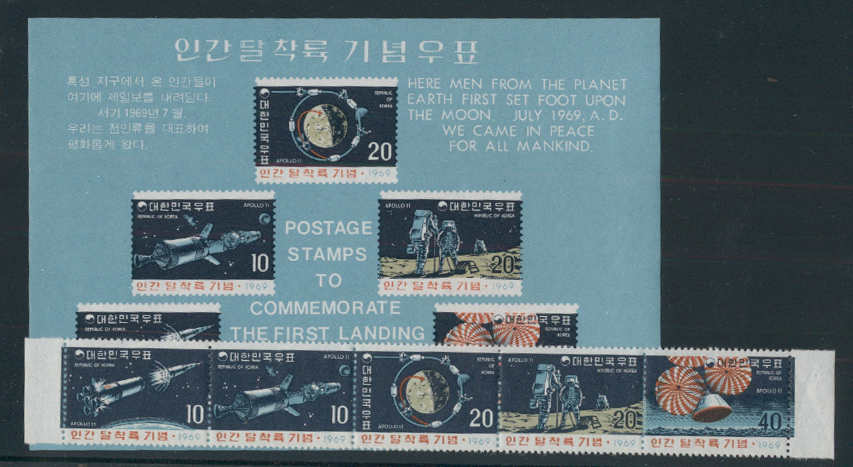 인간달착륙 기념우표
혹성 지구에서 온 인간들이
여기에 제일보를 내려딛다.
서기 1969년 7월.
우리는 전인류를 대표하여
평화롭게 왔다.
HERE MEN FROM THE PLANET
EARTH FIRST SET FOOT UPON
THE MOON. JULY 1969, A.D.
WE CAME IN PEACE
FOR ALL MANKIND.
대한민국우표
REPUBLIC OF KOREA
APOLLO 11
20
인간 달착륙 기념・1969
대한민국우표
APOLLO 11
REPUBLIC OF KOREA
10
인간 달착륙 기념・1969
POSTAGE
STAMPS
TO
COMMEMORATE
THE FIRST LANDING
APOLLO 11
대한민국우표
REPUBLIC OF KOREA
20
인간 달착륙 기념・1969
대한민국우표
APOLLO 11
REPUBLIC OF KOREA
APOLLO 11
대한민국우표
REPUBLIC OF KOREA
대한민국우표
APOLLO 11
REPUBLIC OF KOREA
10
인간 달착륙 기념・1969
대한민국우표
APOLLO 11
REPUBLIC OF KOREA
10
인간 달착륙 기념・1969
대한민국우표
REPUBLIC OF KOREA
APOLLO 11
20
인간 달착륙 기념・1969
APOLLO 11
대한민국우표
REPUBLIC OF KOREA
20
인간 달착륙 기념・1969
대한민국우표
REPUBLIC OF KOREA
APOLLO 11
40
인간 달착륙 기념・1969